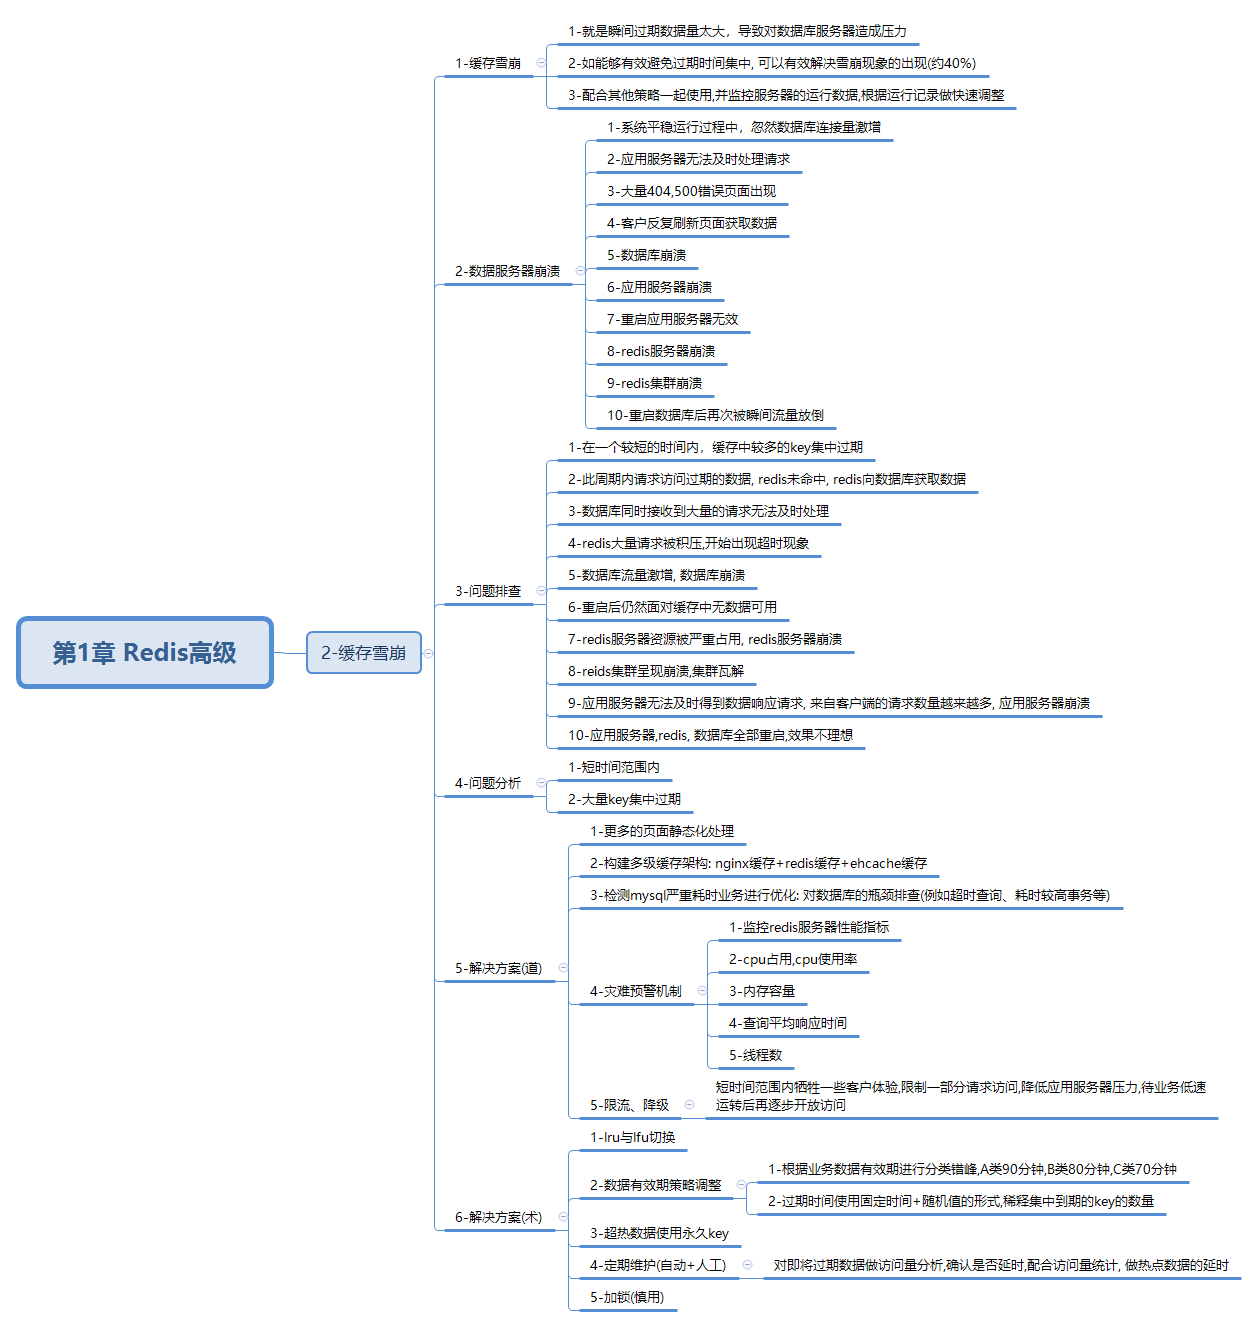 第1章 Redis高级
2-缓存雪崩
1-缓存雪崩
1-就是瞬间过期数据量太大，导致对数据库服务器造成压力
2-如能够有效避免过期时间集中, 可以有效解决雪崩现象的出现(约40%)
3-配合其他策略一起使用,并监控服务器的运行数据,根据运行记录做快速调整
2-数据服务器崩溃
1-系统平稳运行过程中，忽然数据库连接量激增
2-应用服务器无法及时处理请求
3-大量404,500错误页面出现
4-客户反复刷新页面获取数据
5-数据库崩溃
6-应用服务器崩溃
7-重启应用服务器无效
8-redis服务器崩溃
9-redis集群崩溃
10-重启数据库后再次被瞬间流量放倒
3-问题排查
1-在一个较短的时间内，缓存中较多的key集中过期
2-此周期内请求访问过期的数据, redis未命中, redis向数据库获取数据
3-数据库同时接收到大量的请求无法及时处理
4-redis大量请求被积压,开始出现超时现象
5-数据库流量激增, 数据库崩溃
6-重启后仍然面对缓存中无数据可用
7-redis服务器资源被严重占用, redis服务器崩溃
8-reids集群呈现崩溃,集群瓦解
9-应用服务器无法及时得到数据响应请求, 来自客户端的请求数量越来越多, 应用服务器崩溃
10-应用服务器,redis, 数据库全部重启,效果不理想
4-问题分析
1-短时间范围内
2-大量key集中过期
5-解决方案(道)
1-更多的页面静态化处理
2-构建多级缓存架构: nginx缓存+redis缓存+ehcache缓存
3-检测mysql严重耗时业务进行优化: 对数据库的瓶颈排查(例如超时查询、耗时较高事务等)
4-灾难预警机制
1-监控redis服务器性能指标
2-cpu占用,cpu使用率
3-内存容量
4-查询平均响应时间
5-线程数
5-限流、降级
短时间范围内牺牲一些客户体验,限制一部分请求访问,降低应用服务器压力,待业务低速
运转后再逐步开放访问
6-解决方案(术)
1-lru与lfu切换
2-数据有效期策略调整
1-根据业务数据有效期进行分类错峰,A类90分钟,B类80分钟,C类70分钟
2-过期时间使用固定时间+随机值的形式,稀释集中到期的key的数量
3-超热数据使用永久key
4-定期维护(自动+人工)
对即将过期数据做访问量分析,确认是否延时,配合访问量统计, 做热点数据的延时
5-加锁(慎用)